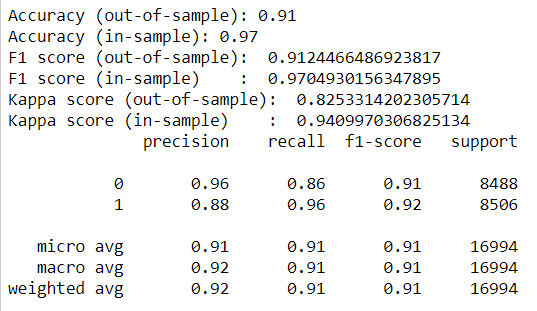 Accuracy (out-of-sample): 0.91
Accuracy (in-sample): 0.97
F1 score (out-of-sample):  0.9124466486923817
F1 score (in-sample)    :  0.9704930156347895
Kappa score (out-of-sample):  0.8253314202305714
Kappa score (in-sample)    :  0.9409970306825134
              precision    recall  f1-score   support

           0       0.96      0.86      0.91      8488
           1       0.88      0.96      0.92      8506

   micro avg       0.91      0.91      0.91     16994
   macro avg       0.92      0.91      0.91     16994
weighted avg       0.92      0.91      0.91     16994